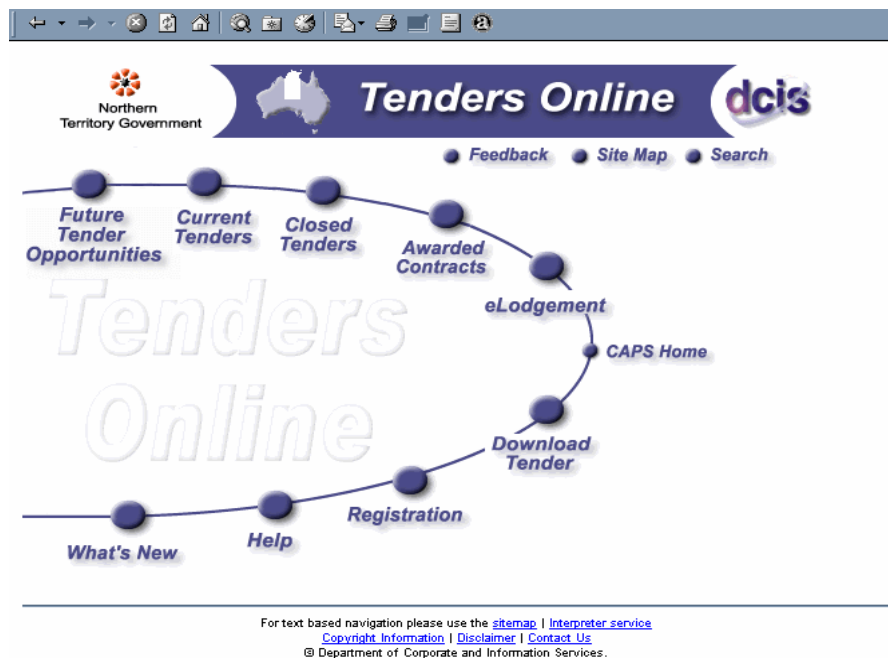 Northern
Territory Government
Tenders Online
dcis
Feedback
Site Map
Search
Future
Tender
Opportunities
Current
Tenders
Closed
Tenders
Awarded
Contracts
eLodgement
Tenders
Online
CAPS Home
Download
Tender
Registration
Help
What's New
For text based navigation please use the sitemap | Interpreter service
Copyright Information | Disclaimer | Contact Us
© Department of Corporate and Information Services.